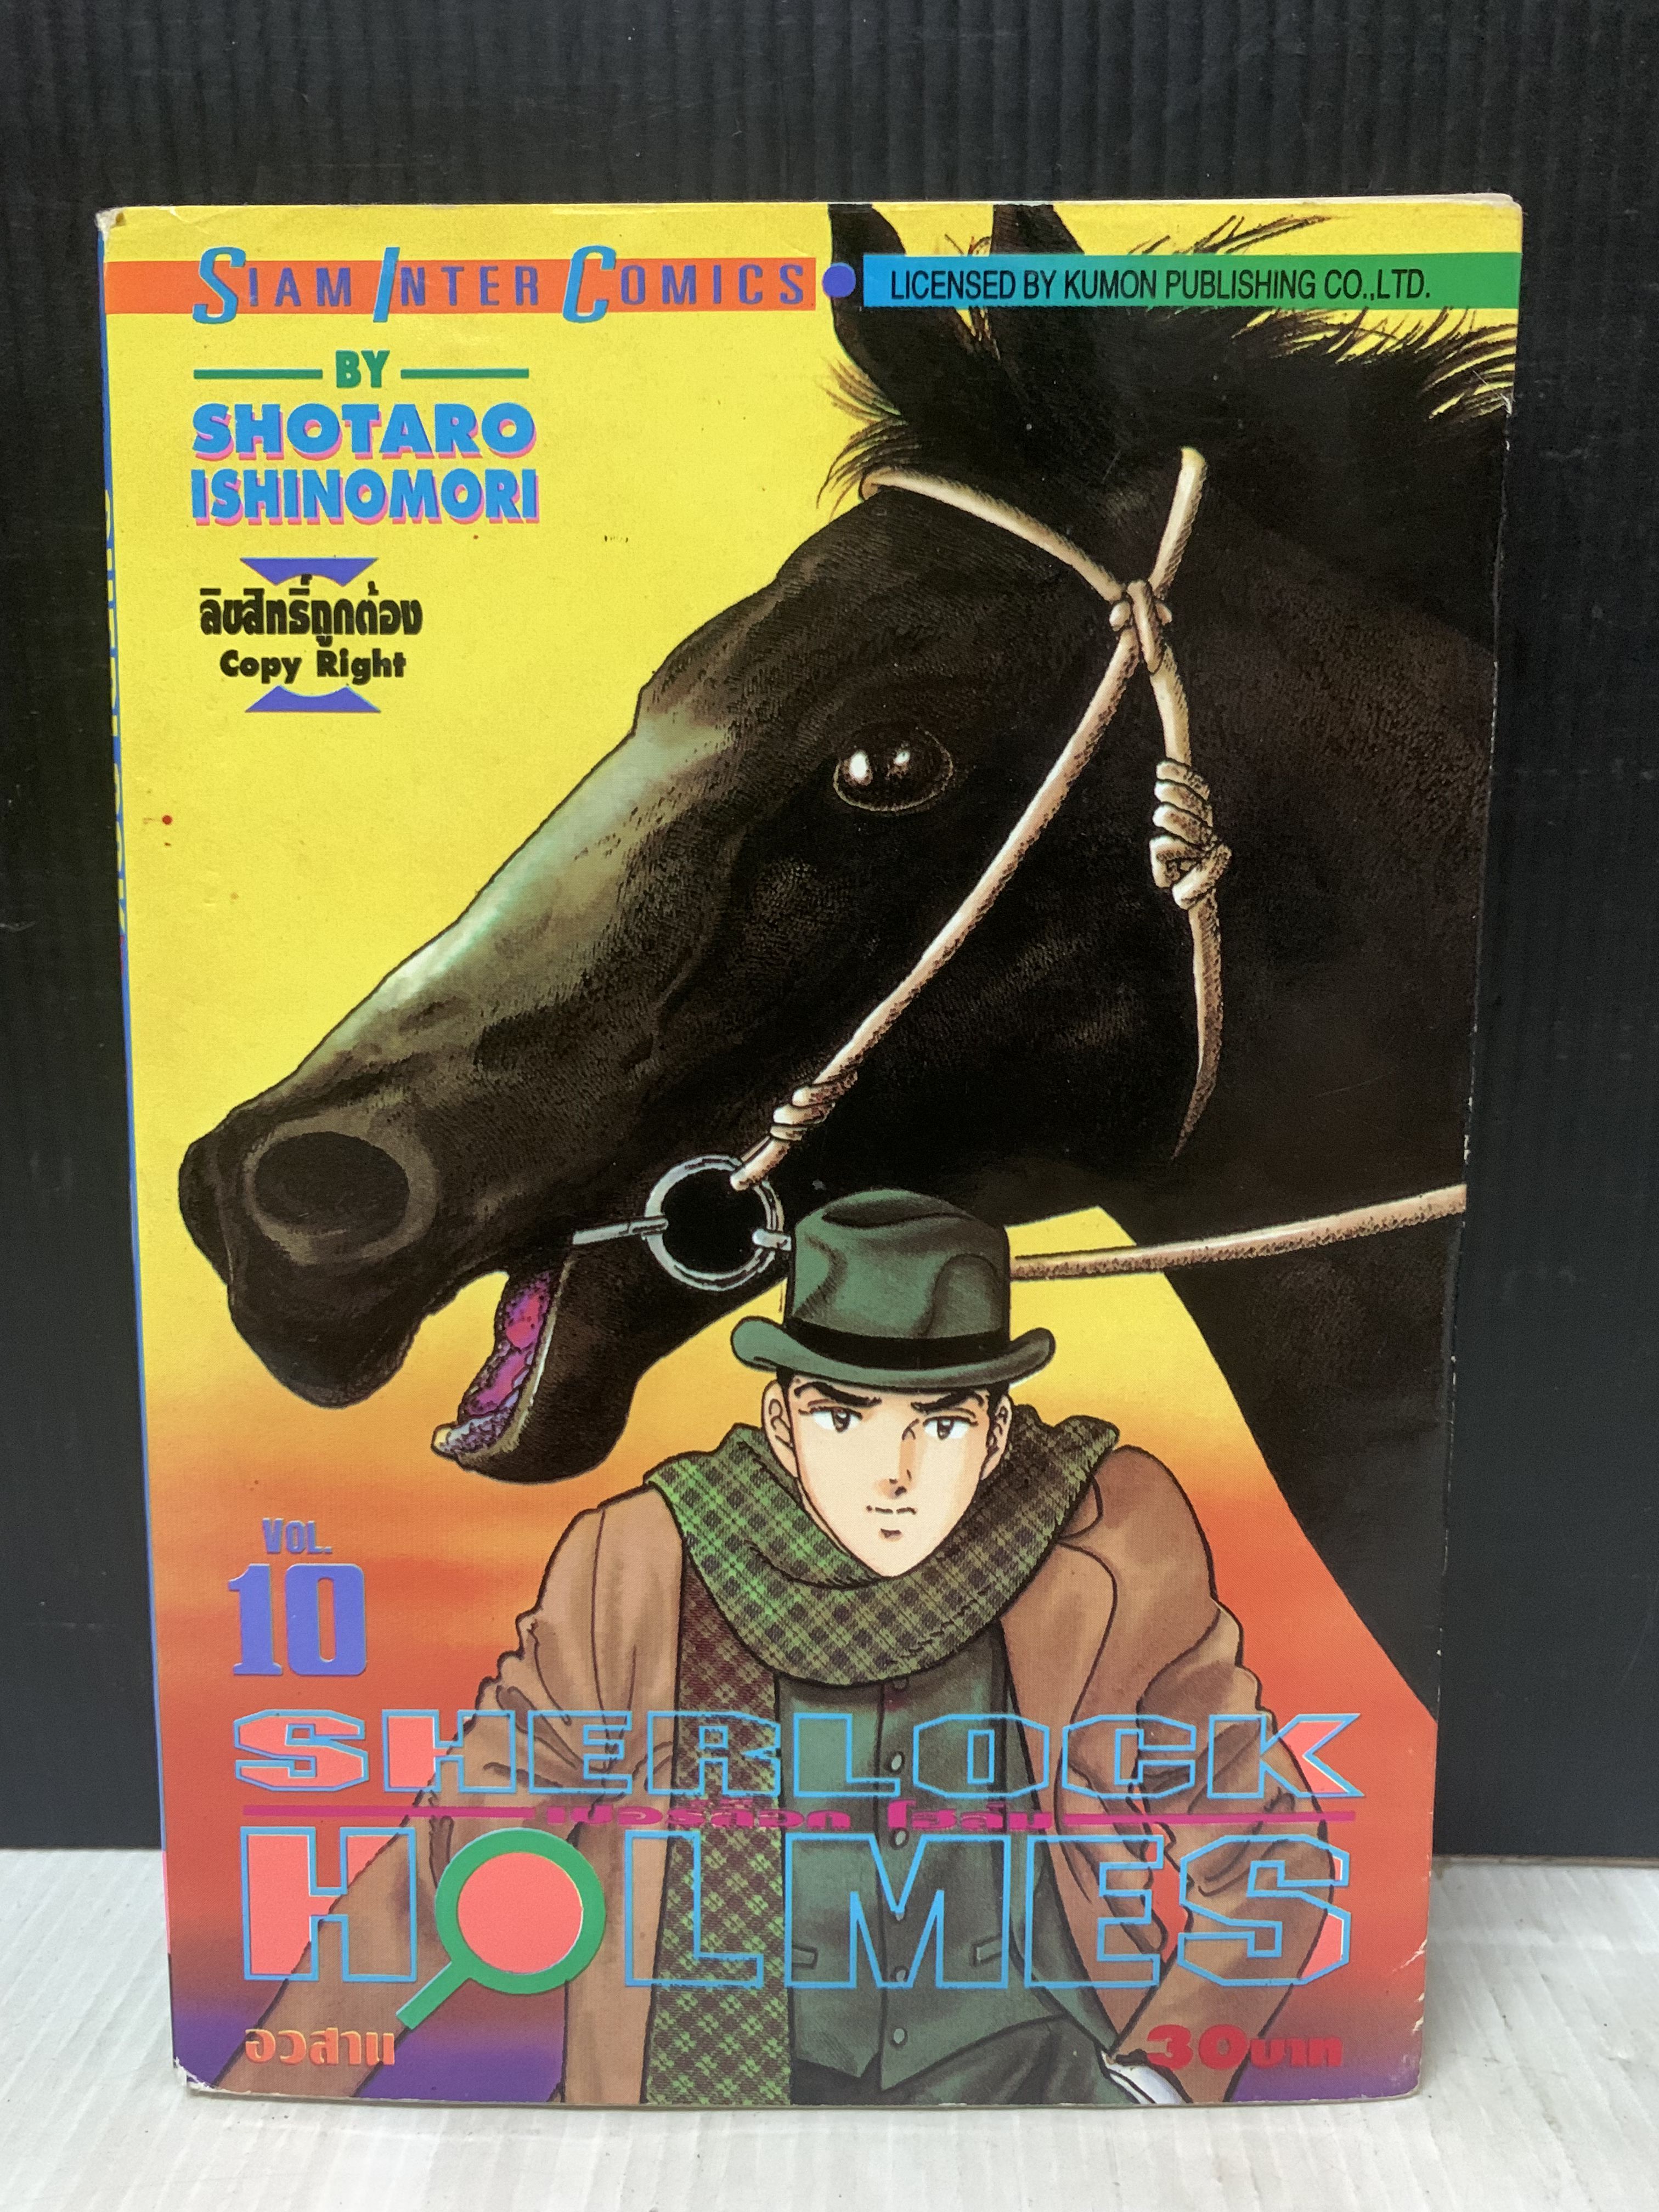 SIAM INTER COMICS
LICENSED BY KUMON PUBLISHING CO.,LTD.
BY
SHOTARO
ISHINOMORI
ลิขสิทธิ์ถูกต้อง
Copy Right
VOL.
10
SHERLOCK
เชอร์ล็อก โฮล์ม
HOLMES
อวสาน
30บาท